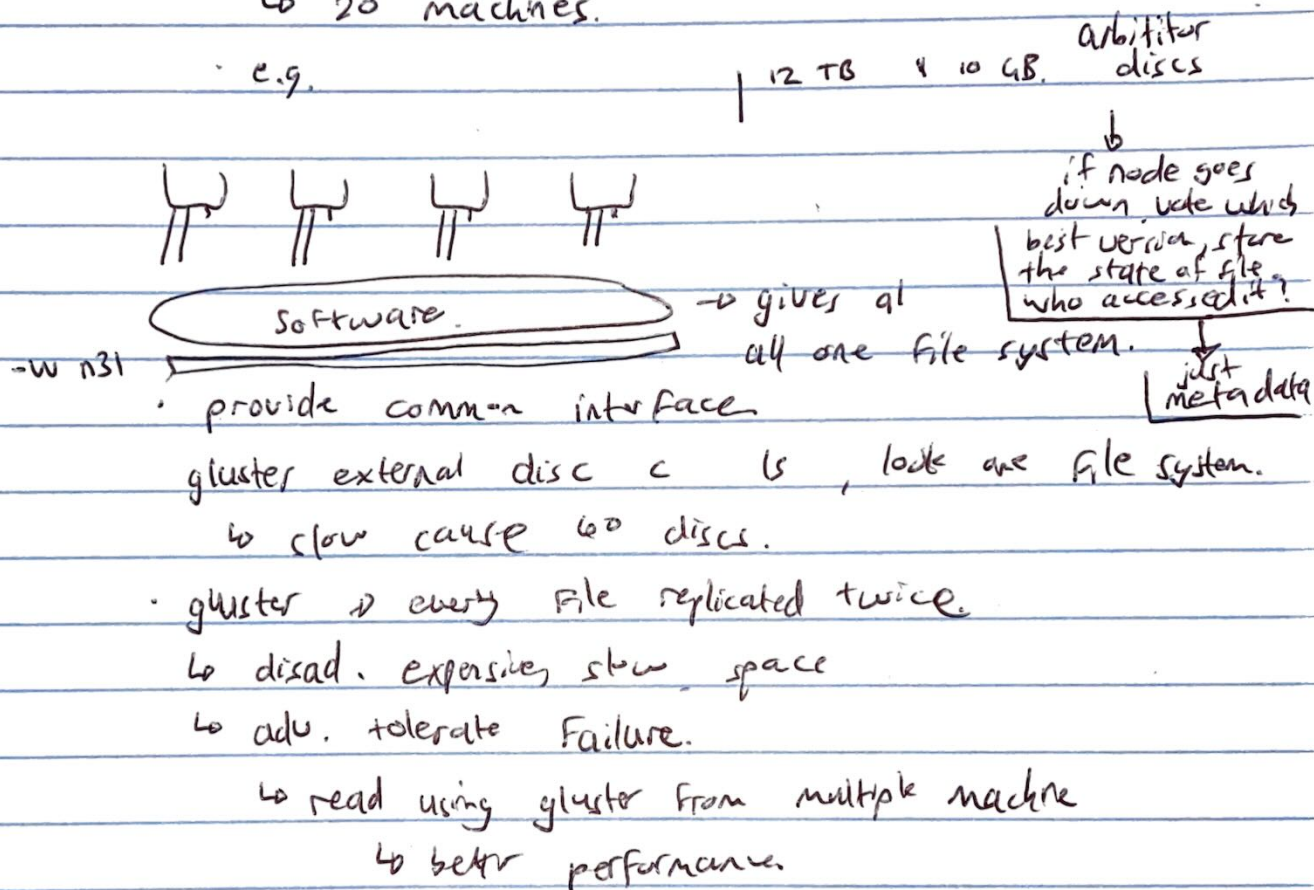 ↳ 20 machines.
· e.g.
12 TB & 10 GB.
arbititor
discs
↓
if node goes
down vote which
best version, store
the state of file
who accessed it?
↓
just
metadata
software.
→ gives al
all one file system.
-w n31
· provide common interface
gluster external disc c ls, look one file system.
↳ slow cause 60 discs.
· gluster → every file replicated twice.
↳ disad. expensive, slow space
↳ adv. tolerate failure.
↳ read using gluster from multiple machine
↳ better performance.